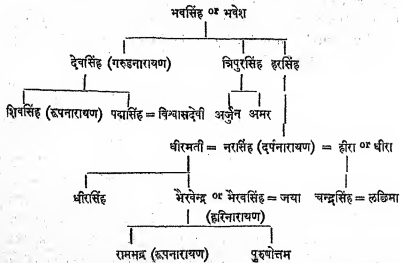 भवसिंह or भवेश
देवसिंह (गरुडनारायण) त्रिपुरसिंह हरसिंह
शिवसिंह (रूपनारायण) पद्मसिंह = विश्वासदेवी अर्जुन अमर
धीरमती = नरसिंह (दर्पनारायण) = हीरा or धीरा
धीरसिंह भैरवेन्द्र or भैरवसिंह = जया चन्द्रसिंह = लछिमा
(हरिनारायण)
रामभद्र (रूपनारायण) पुरुषोत्तम